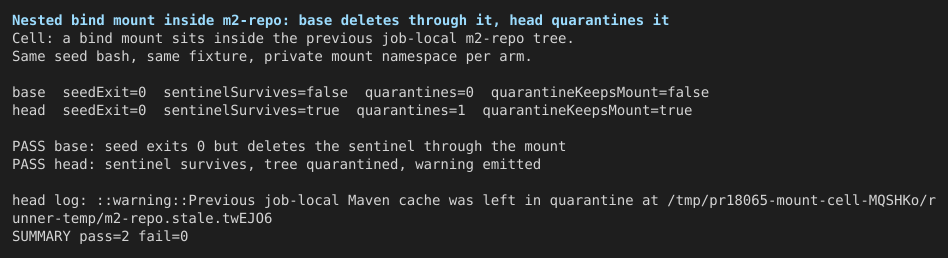 Nested bind mount inside m2-repo: base deletes through it, head quarantines it
Cell: a bind mount sits inside the previous job-local m2-repo tree.
Same seed bash, same fixture, private mount namespace per arm.
base  seedExit=0  sentinelSurvives=false  quarantines=0  quarantineKeepsMount=false
head  seedExit=0  sentinelSurvives=true  quarantines=1  quarantineKeepsMount=true
PASS base: seed exits 0 but deletes the sentinel through the mount
PASS head: sentinel survives, tree quarantined, warning emitted
head log: ::warning::Previous job-local Maven cache was left in quarantine at /tmp/pr18065-mount-cell-MQSHKo/r
unner-temp/m2-repo.stale.twEJO6
SUMMARY pass=2 fail=0